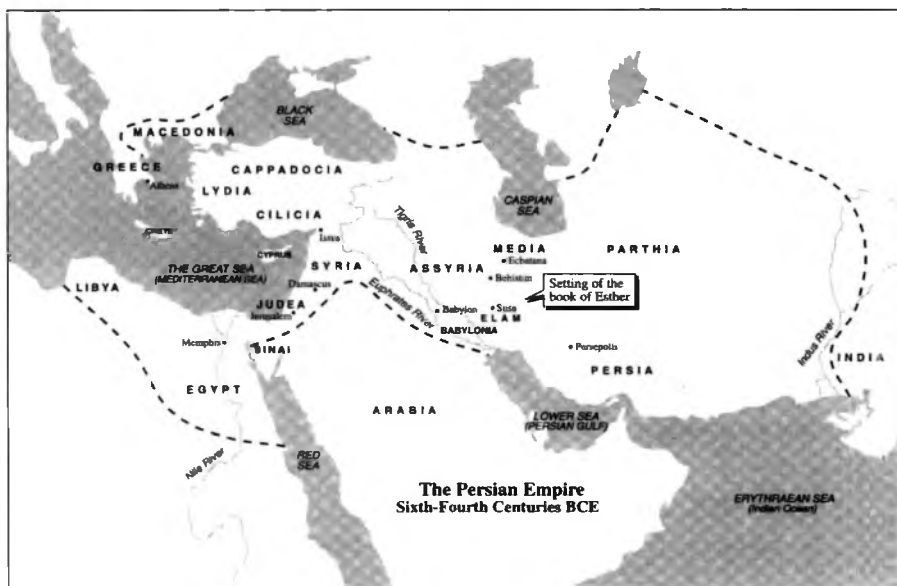 BLACK
SEA
MACEDONIA
GREECE
Athens
CAPPADOCIA
LYDIA
CILICIA
Issus
CYPRUS
THE GREAT SEA
(MEDITERRANEAN SEA)
LIBYA
SYRIA
Damascus
JUDEA
Jerusalem
SINAI
Memphis
EGYPT
Nile River
RED
SEA
ARABIA
Tigris River
Euphrates River
ASSYRIA
Babylon
BABYLONIA
CASPIAN
SEA
MEDIA
Ecbatana
Behistun
Susa
ELAM
Setting of the
book of Esther
PARTHIA
Persepolis
PERSIA
LOWER SEA
(PERSIAN GULF)
Indus River
INDIA
ERYTHRAEAN SEA
(Indian Ocean)
The Persian Empire
Sixth-Fourth Centuries BCE